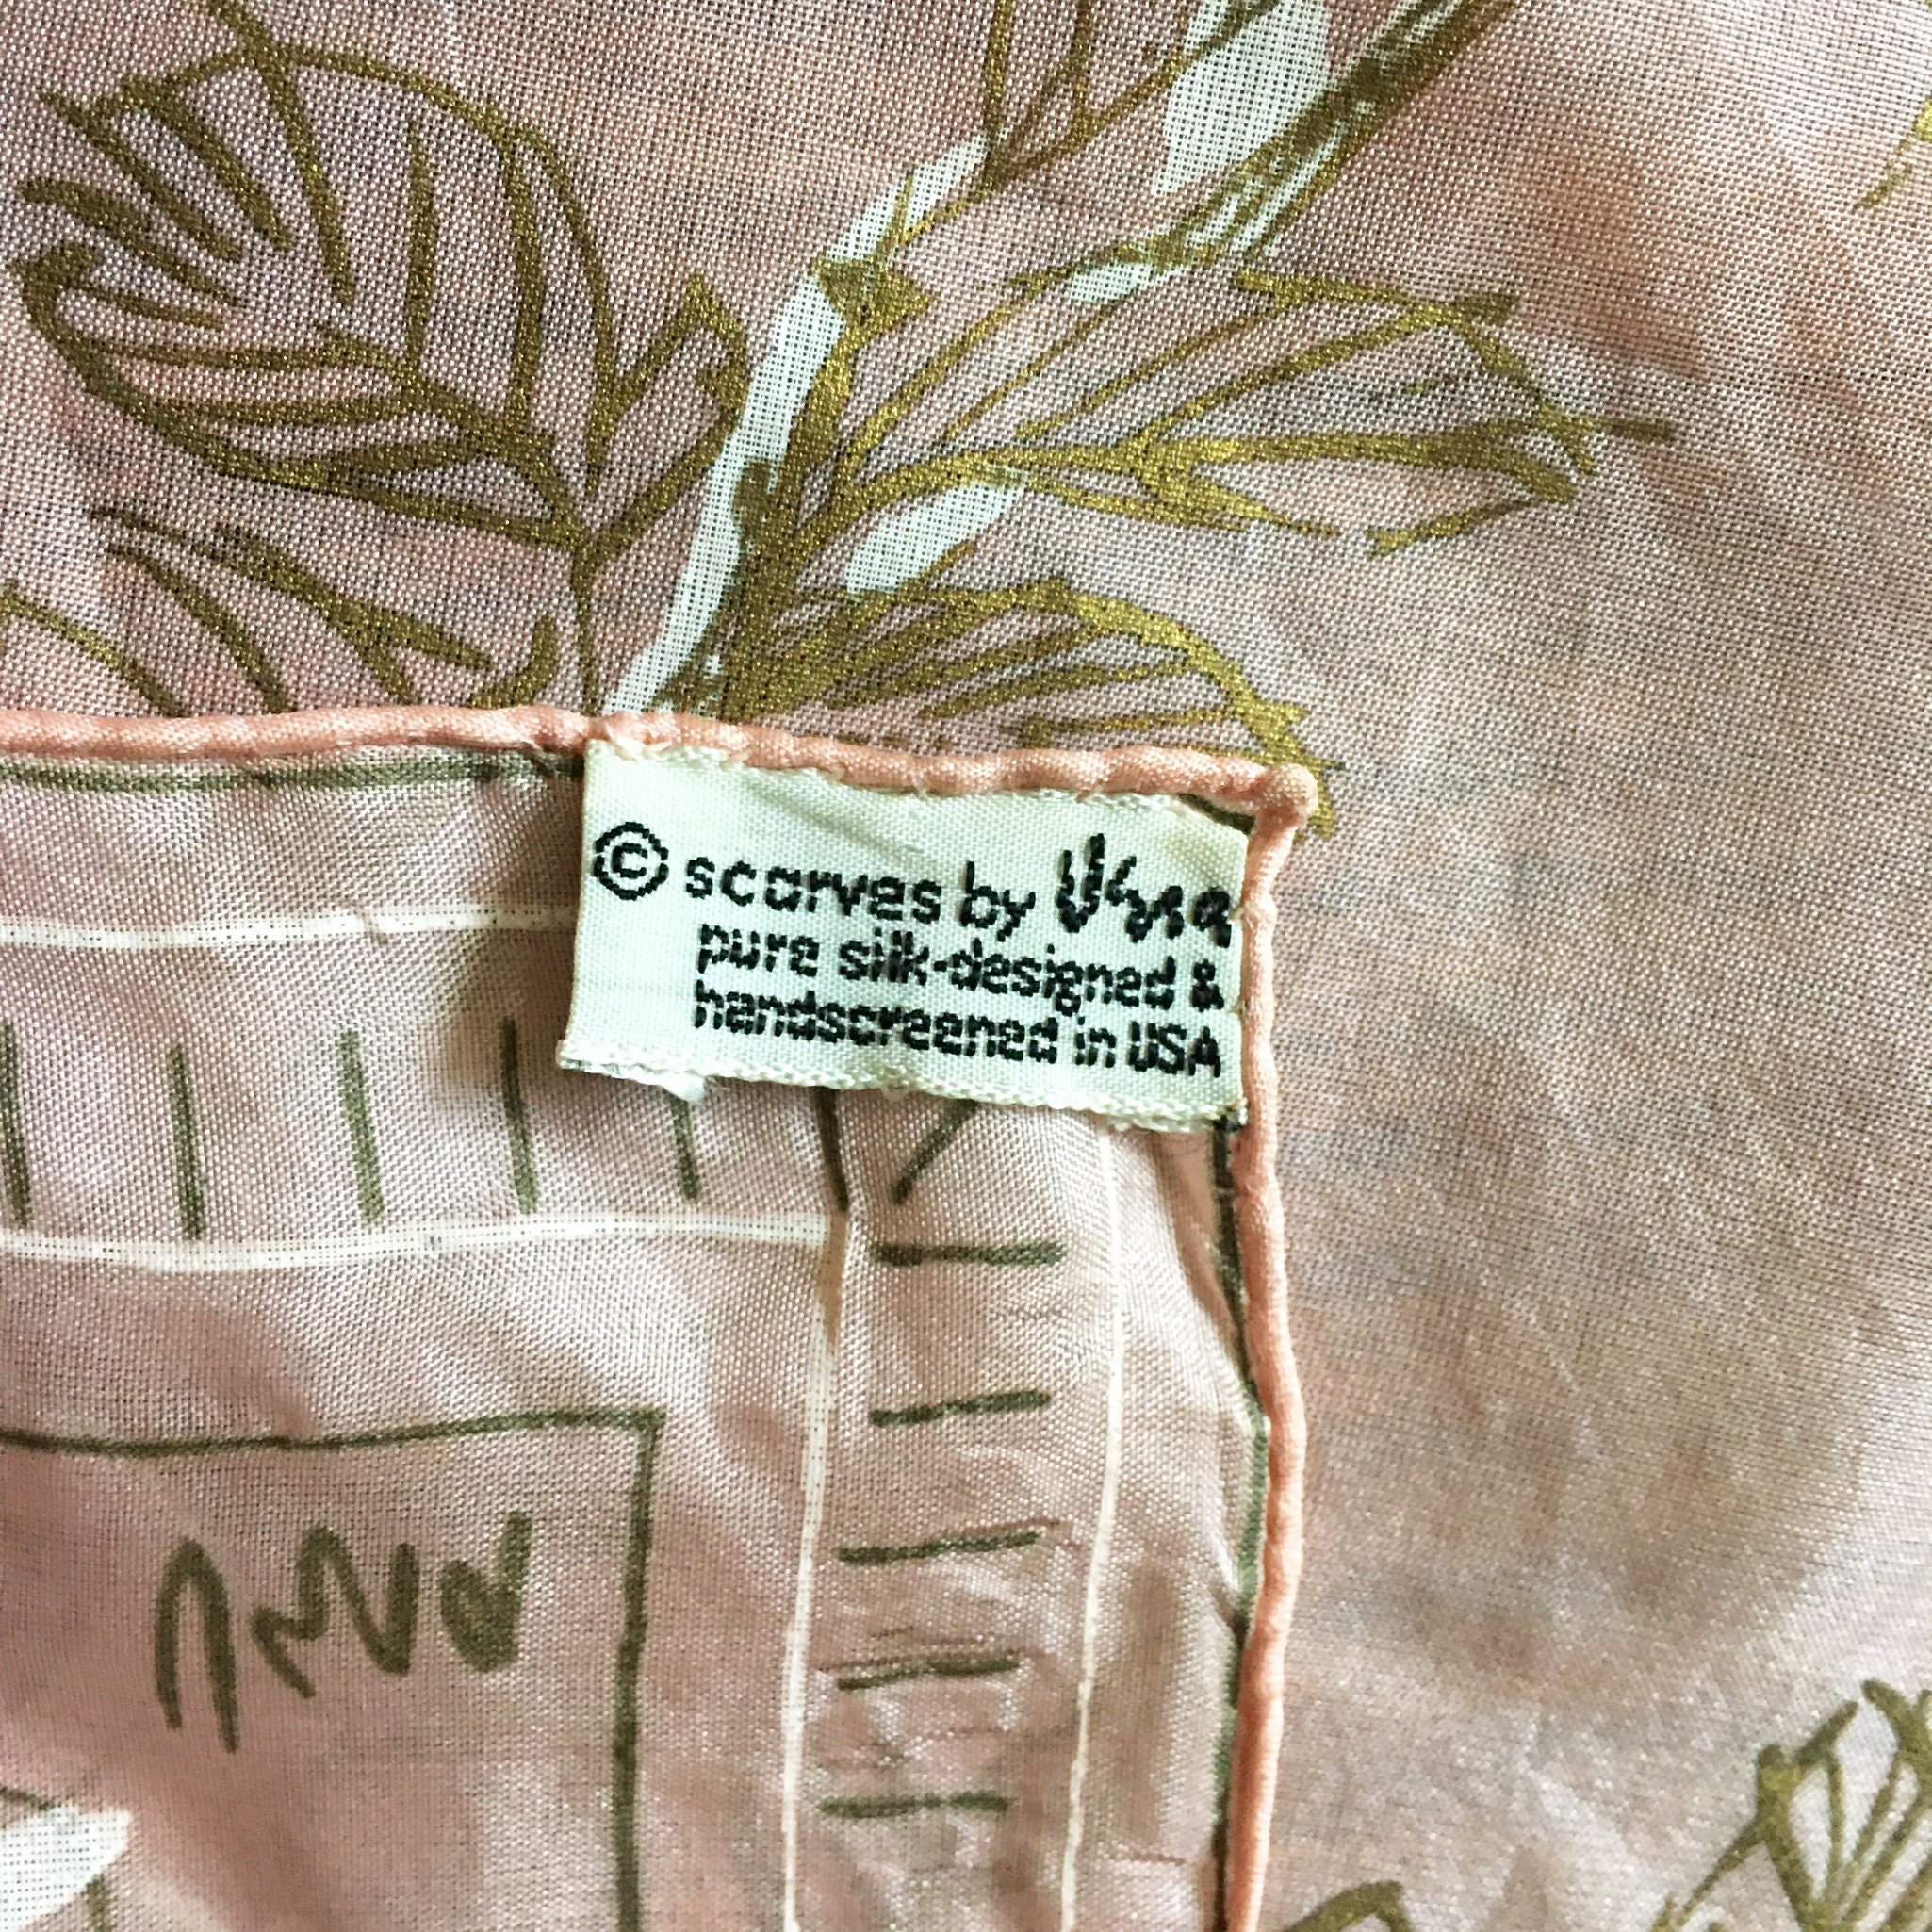 © scarves by Vera
pure silk-designed &
handscreened in USA